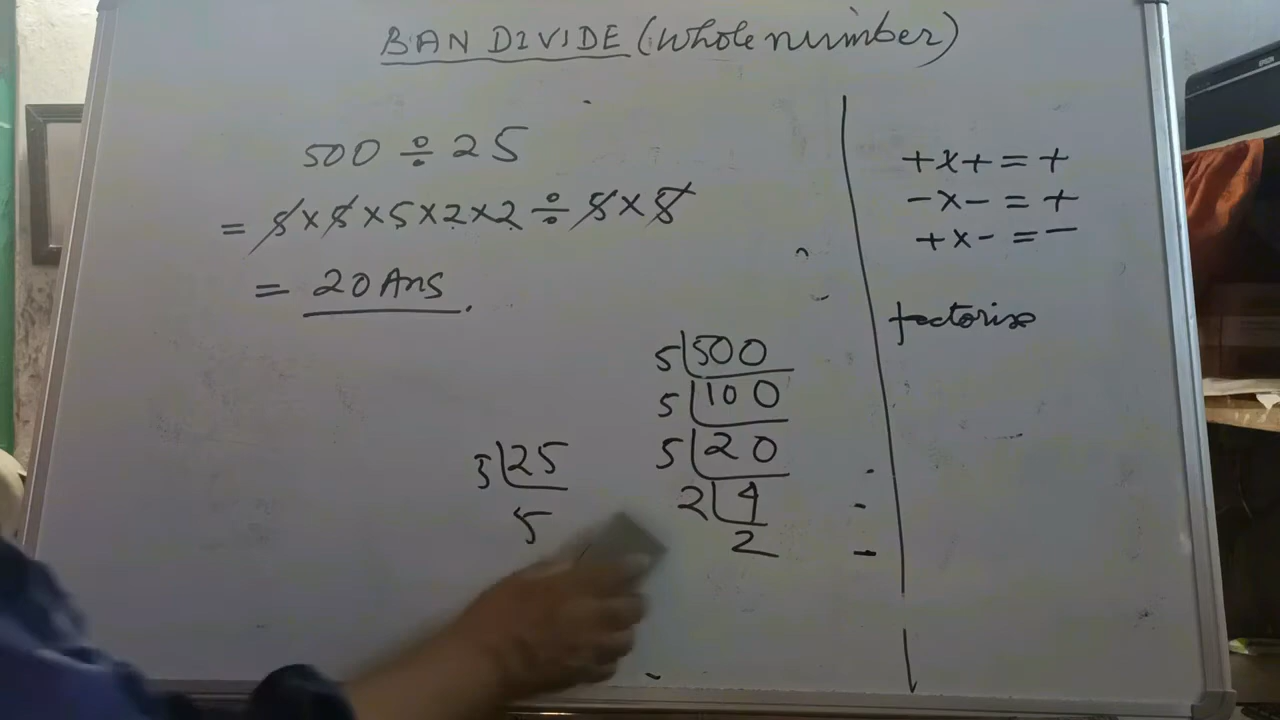 BAN DIVIDE (Whole number)
500 ÷ 25
= 5 × 5 × 5 × 2 × 2 ÷ 5 × 5
= 20 Ans.
5 | 25
5
5 | 500
5 | 100
5 | 20
2 | 4
2
+ × + = +
- × - = +
+ × - = -
factorise
EPSON